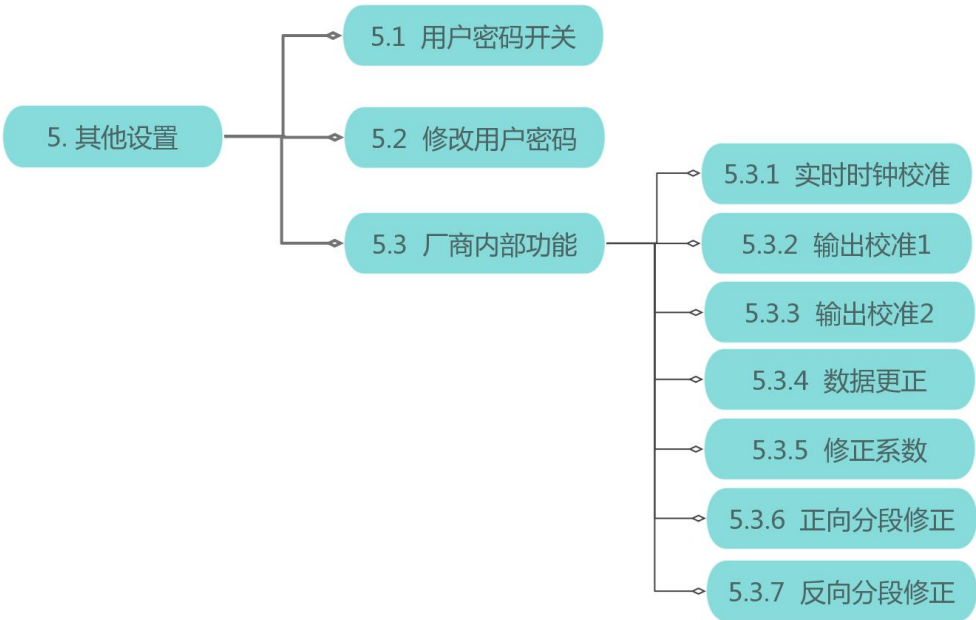 5. 其他设置
5.1 用户密码开关
5.2 修改用户密码
5.3 厂商内部功能
5.3.1 实时时钟校准
5.3.2 输出校准1
5.3.3 输出校准2
5.3.4 数据更正
5.3.5 修正系数
5.3.6 正向分段修正
5.3.7 反向分段修正